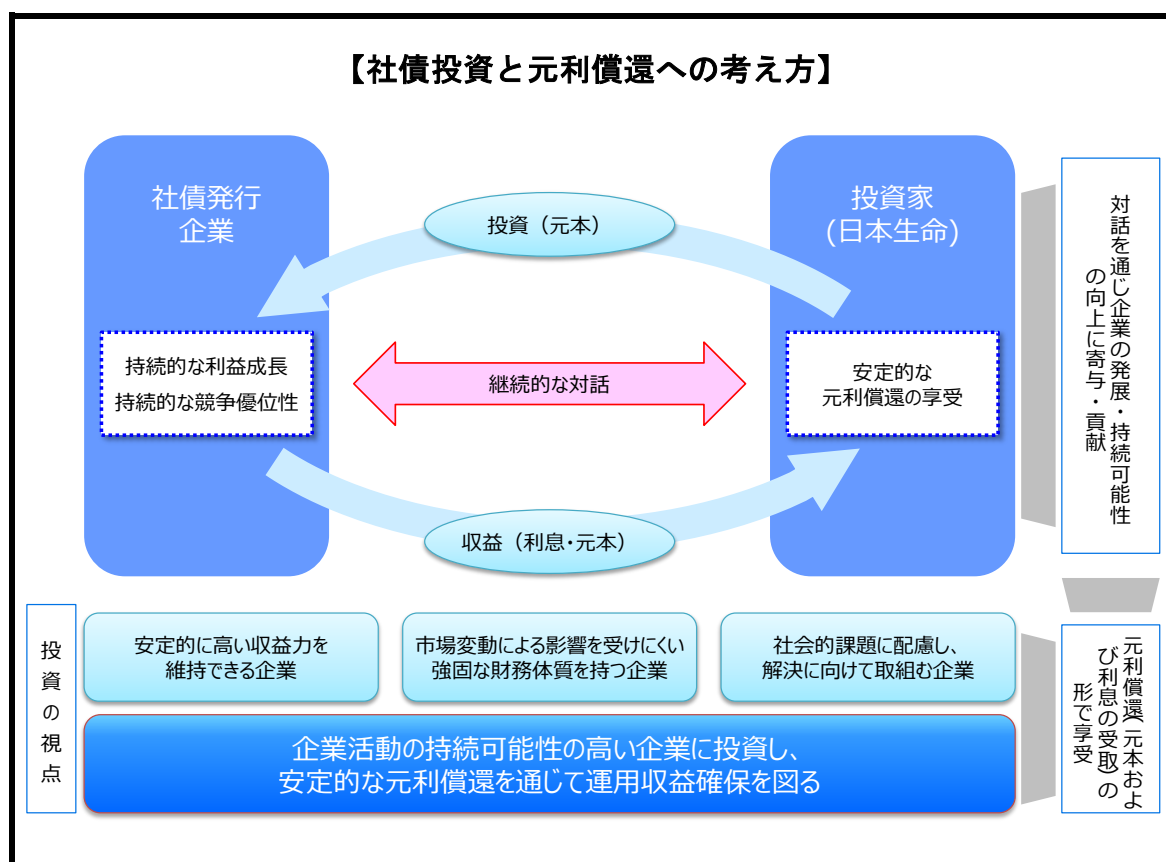 【社債投資と元利償還への考え方】
社債発行
企業
投資家
(日本生命)
投資（元本）
持続的な利益成長
持続的な競争優位性
継続的な対話
安定的な
元利償還の享受
収益（利息･元本）
対話を通じ企業の発展・持続可能性
の向上に寄与・貢献
投資の視点
安定的に高い収益力を
維持できる企業
市場変動による影響を受けにくい
強固な財務体質を持つ企業
社会的課題に配慮し、
解決に向けて取組む企業
企業活動の持続可能性の高い企業に投資し、
安定的な元利償還を通じて運用収益確保を図る
元利償還(元本およ
び利息の受取)の
形で享受